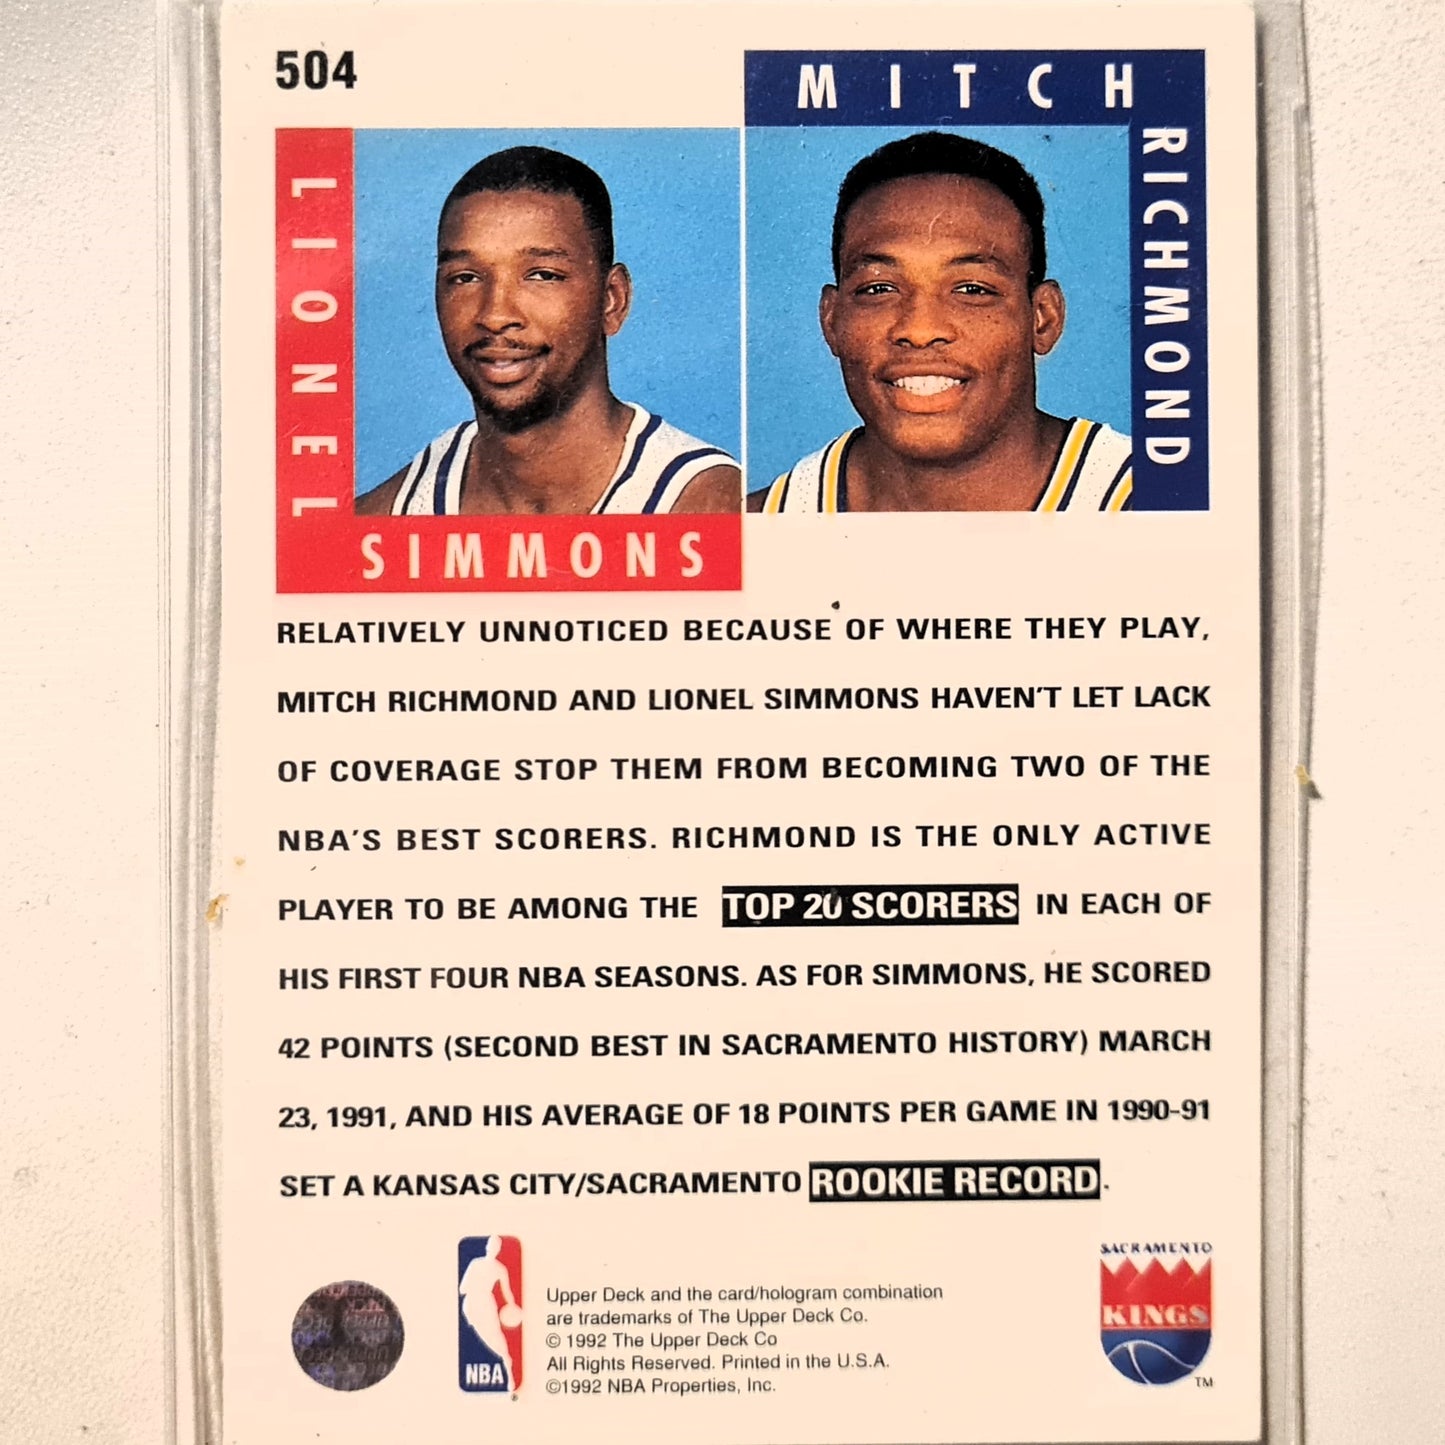 504
MITCH
RICHMOND
LIONEL
SIMMONS
RELATIVELY UNNOTICED BECAUSE OF WHERE THEY PLAY,
MITCH RICHMOND AND LIONEL SIMMONS HAVEN'T LET LACK
OF COVERAGE STOP THEM FROM BECOMING TWO OF THE
NBA'S BEST SCORERS. RICHMOND IS THE ONLY ACTIVE
PLAYER TO BE AMONG THE TOP 20 SCORERS IN EACH OF
HIS FIRST FOUR NBA SEASONS. AS FOR SIMMONS, HE SCORED
42 POINTS (SECOND BEST IN SACRAMENTO HISTORY) MARCH
23, 1991, AND HIS AVERAGE OF 18 POINTS PER GAME IN 1990-91
SET A KANSAS CITY/SACRAMENTO ROOKIE RECORD.
NBA
Upper Deck and the card/hologram combination
are trademarks of The Upper Deck Co.
© 1992 The Upper Deck Co
All Rights Reserved. Printed in the U.S.A.
©1992 NBA Properties, Inc.
SACRAMENTO
KINGS
TM